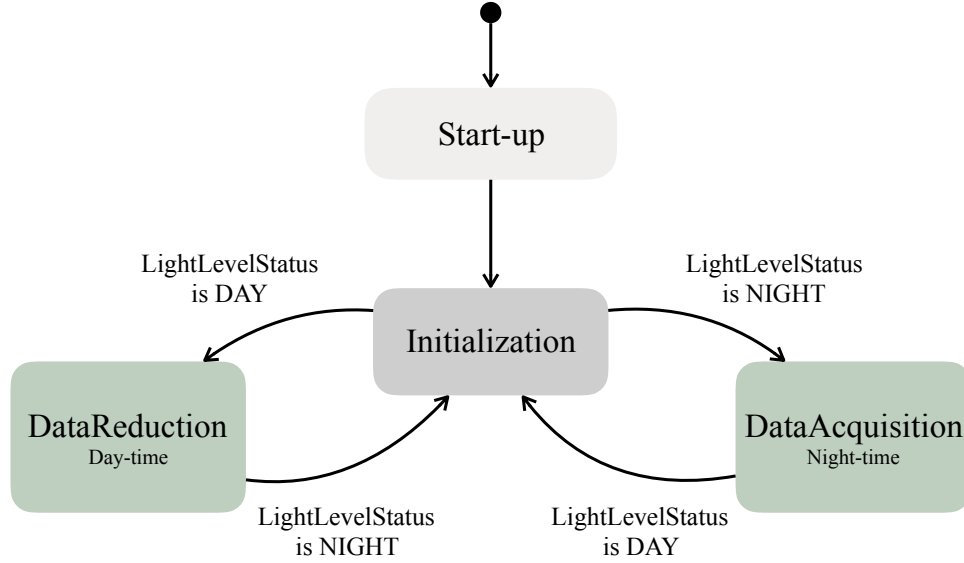 Start-up
LightLevelStatus
is DAY
LightLevelStatus
is NIGHT
Initialization
DataReduction
Day-time
DataAcquisition
Night-time
LightLevelStatus
is NIGHT
LightLevelStatus
is DAY